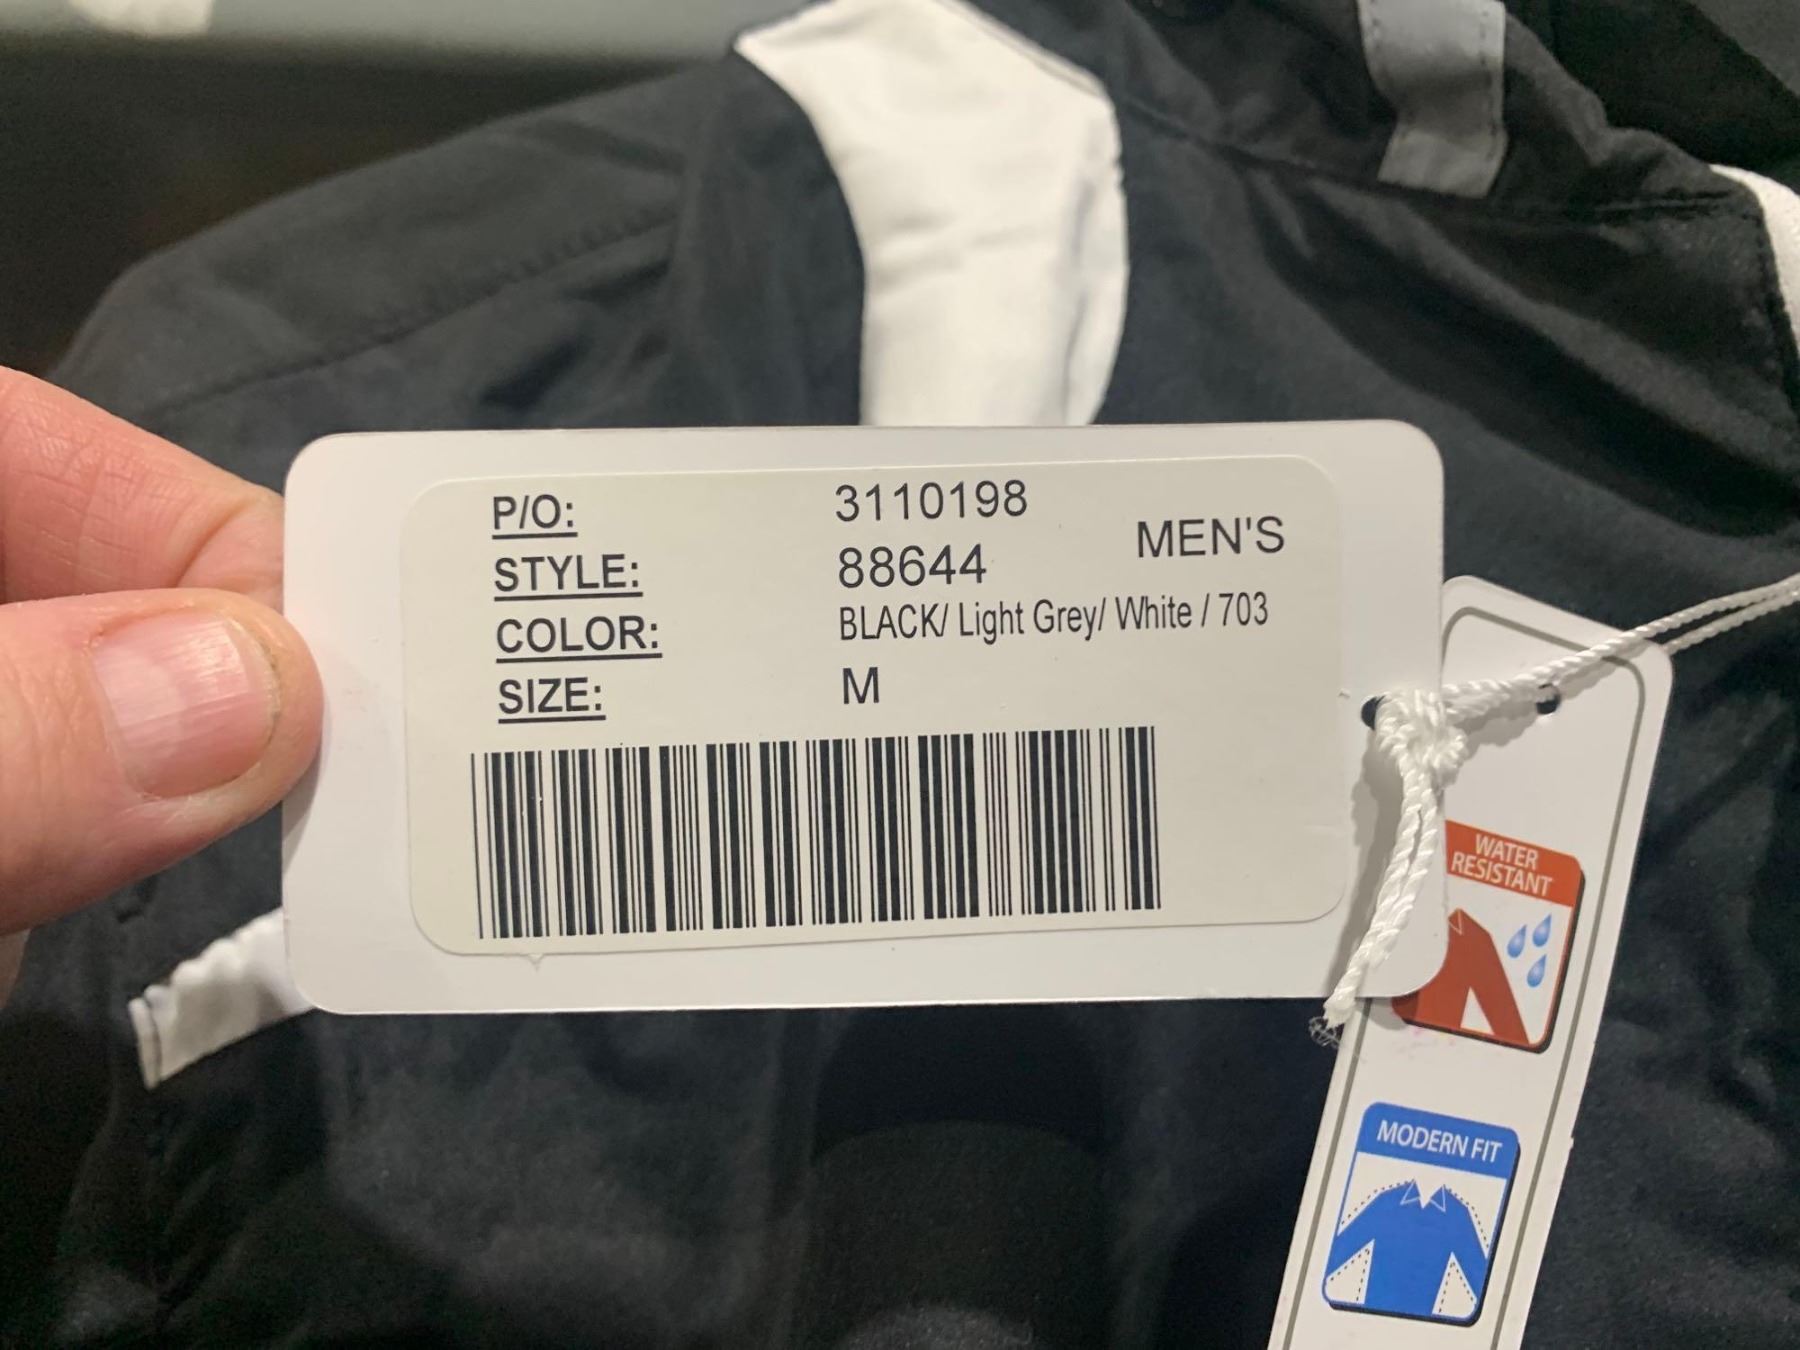 P/O: 3110198
MEN'S
STYLE: 88644
COLOR: BLACK/ Light Grey/ White / 703
SIZE: M
WATER
RESISTANT
MODERN FIT